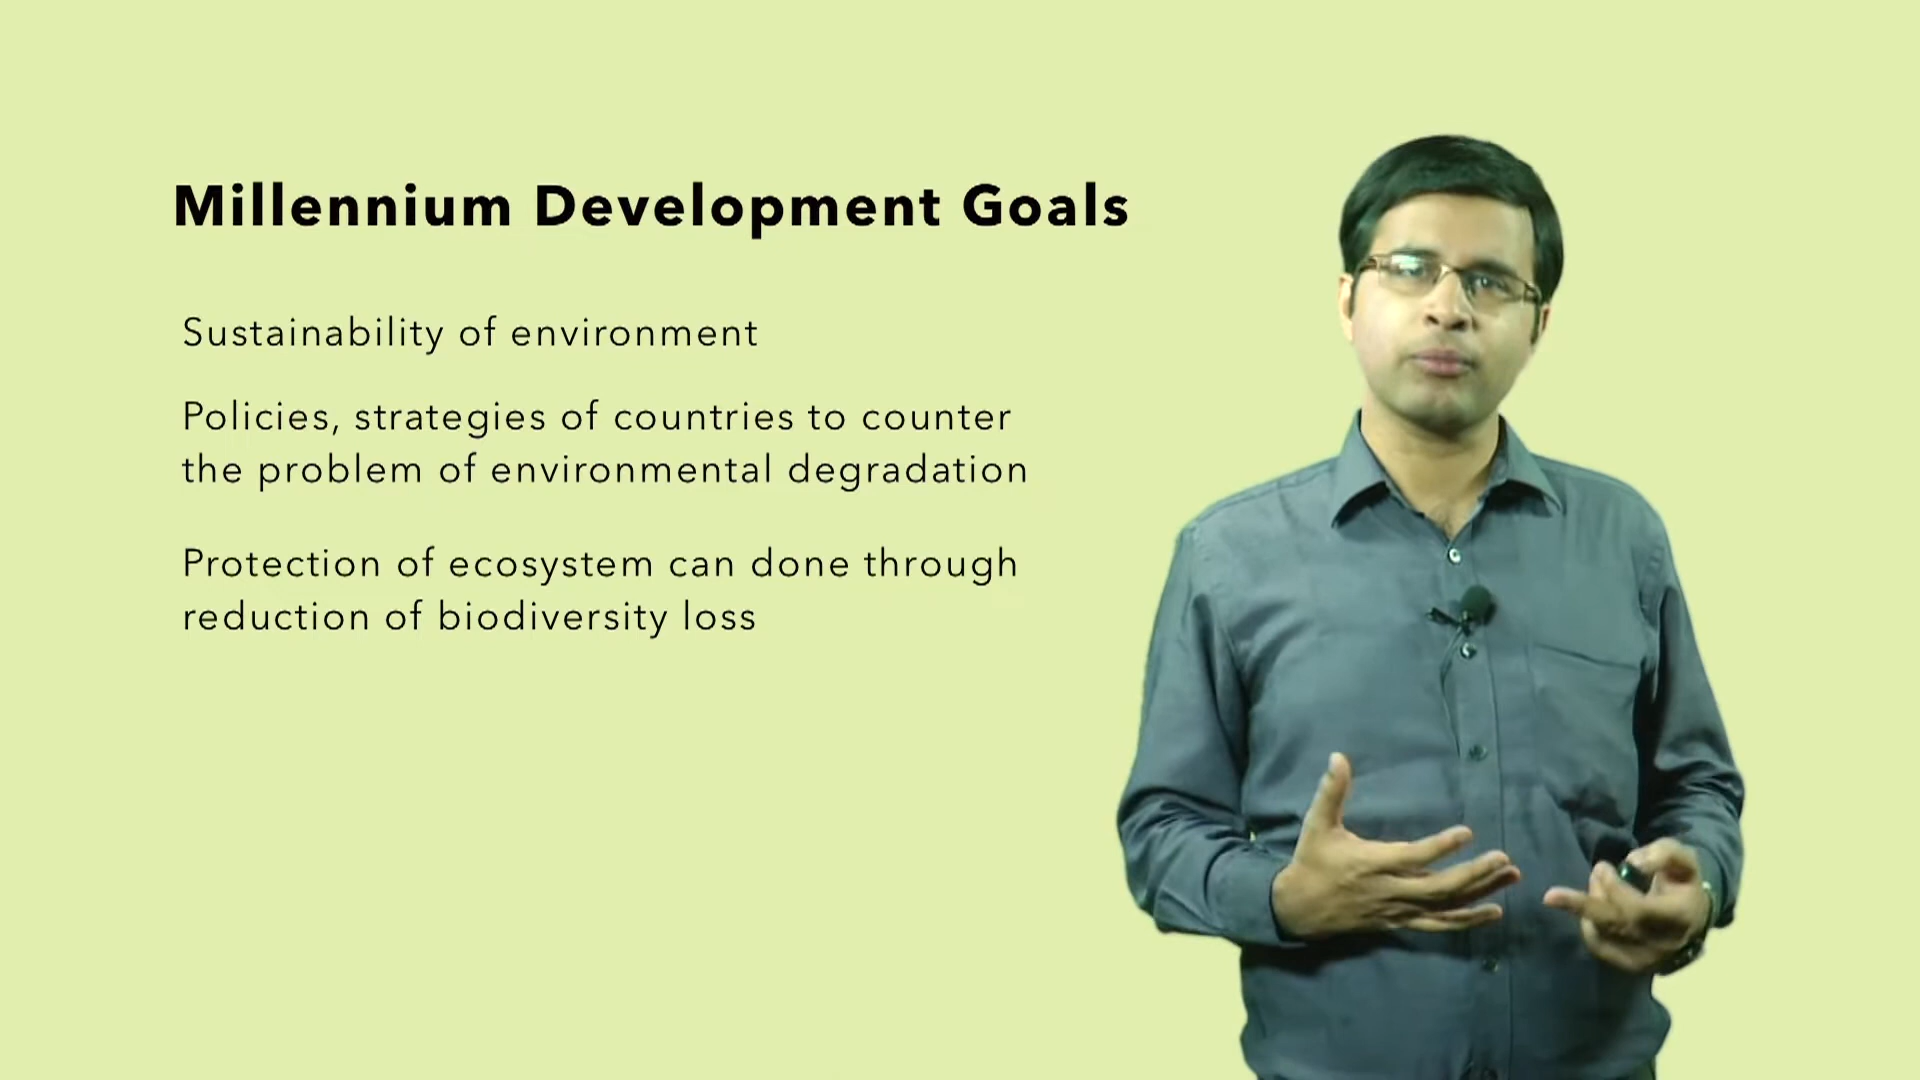 Millennium Development Goals
Sustainability of environment
Policies, strategies of countries to counter
the problem of environmental degradation
Protection of ecosystem can done through
reduction of biodiversity loss